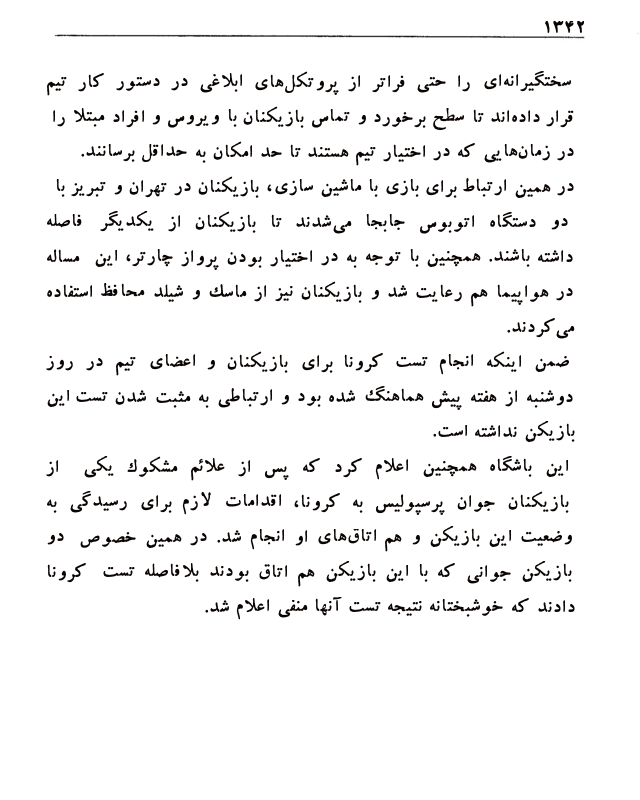 ۱۳۴۲
سختگیرانه‌ای را حتی فراتر از پروتکل‌های ابلاغی در دستور کار تیم
قرار داده‌اند تا سطح برخورد و تماس بازیکنان با ویروس و افراد مبتلا را
در زمان‌هایی که در اختیار تیم هستند تا حد امکان به حداقل برسانند.
در همین ارتباط برای بازی با ماشین سازی، بازیکنان در تهران و تبریز با
دو دستگاه اتوبوس جابجا می‌شدند تا بازیکنان از یکدیگر فاصله
داشته باشند. همچنین با توجه به در اختیار بودن پرواز چارتر، این مساله
در هواپیما هم رعایت شد و بازیکنان نیز از ماسك و شیلد محافظ استفاده
می‌کردند.
ضمن اینکه انجام تست کرونا برای بازیکنان و اعضای تیم در روز
دوشنبه از هفته پیش هماهنگ شده بود و ارتباطی به مثبت شدن تست این
بازیکن نداشته است.
این باشگاه همچنین اعلام کرد که پس از علائم مشکوك یکی از
بازیکنان جوان پرسپولیس به کرونا، اقدامات لازم برای رسیدگی به
وضعیت این بازیکن و هم اتاق‌های او انجام شد. در همین خصوص دو
بازیکن جوانی که با این بازیکن هم اتاق بودند بلافاصله تست کرونا
دادند که خوشبختانه نتیجه تست آنها منفی اعلام شد.